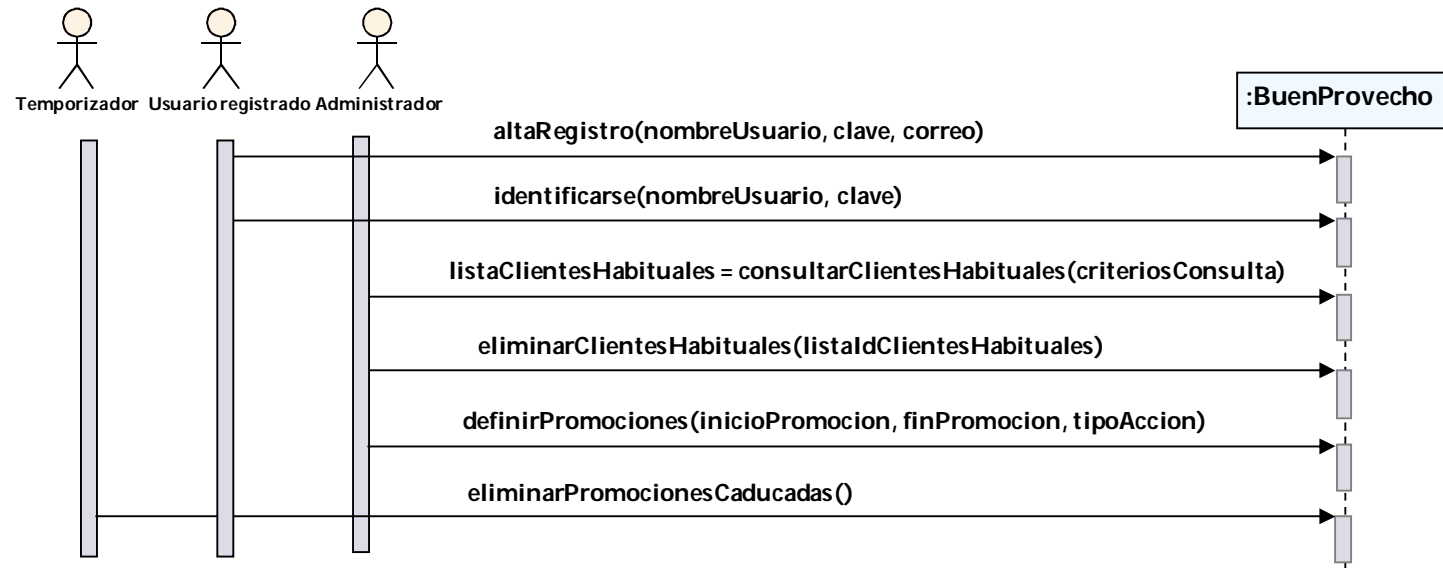 Temporizador
Usuario registrado
Administrador
:BuenProvecho
altaRegistro(nombreUsuario, clave, correo)
identificarse(nombreUsuario, clave)
listaClientesHabituales = consultarClientesHabituales(criteriosConsulta)
eliminarClientesHabituales(listaIdClientesHabituales)
definirPromociones(inicioPromocion, finPromocion, tipoAccion)
eliminarPromocionesCaducadas()